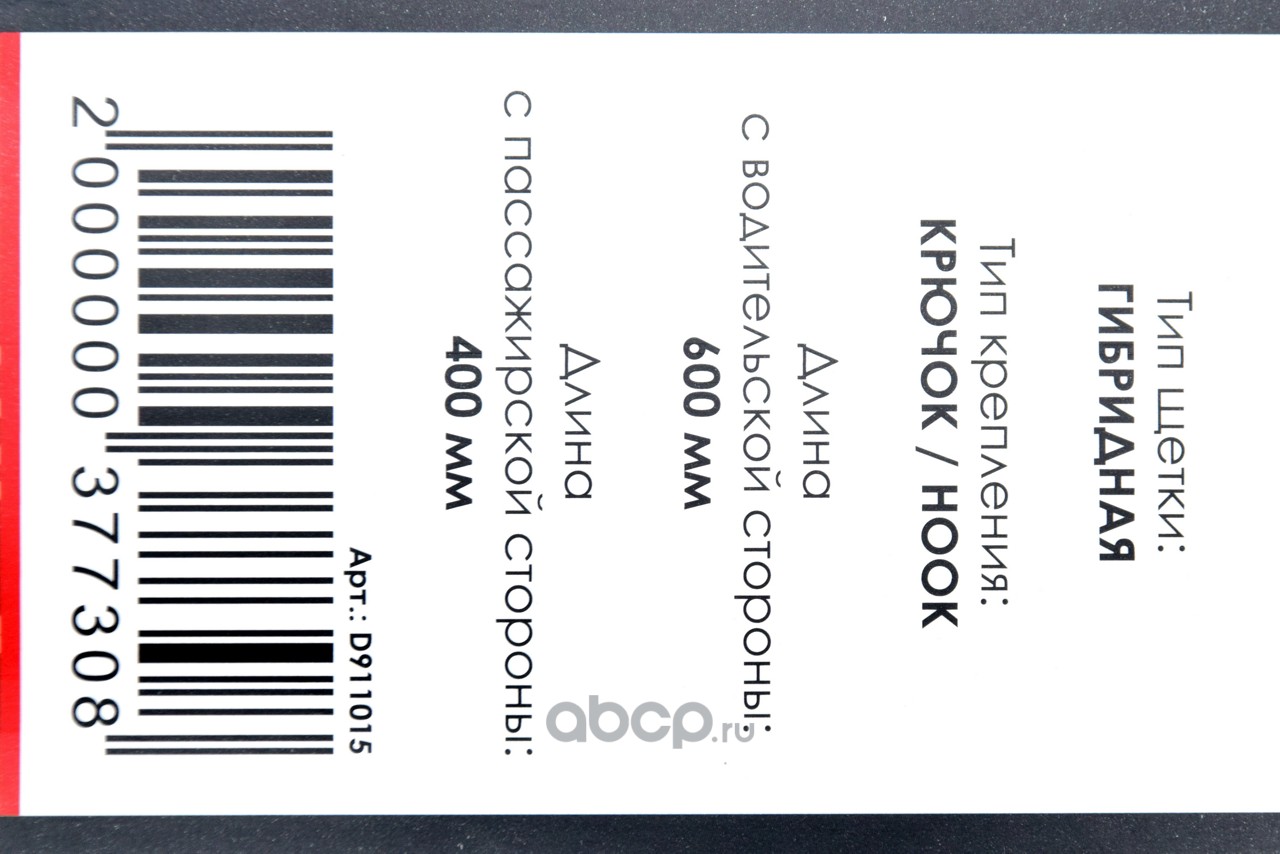 Тип щетки:
ГИБРИДНАЯ
Тип крепления:
КРЮЧОК / HOOK
Длина
с водительской стороны:
600 мм
Длина
с пассажирской стороны:
400 мм
Арт.: D911015
2 000000 377308
abcp.ru